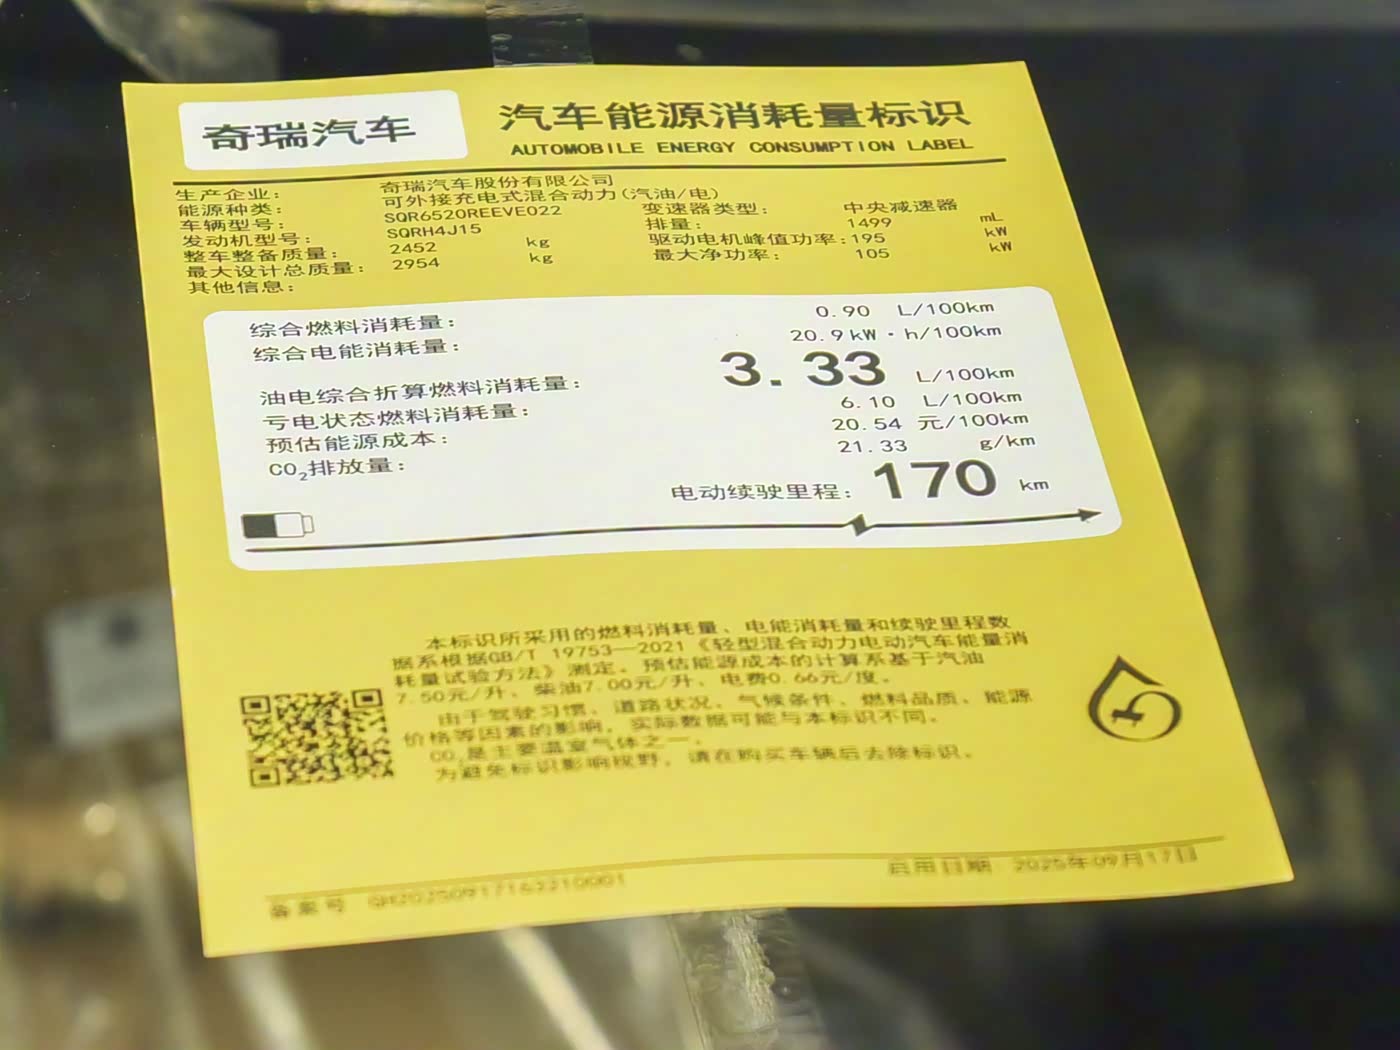 奇瑞汽车
汽车能源消耗量标识
AUTOMOBILE ENERGY CONSUMPTION LABEL
生产企业： 奇瑞汽车股份有限公司
能源种类： 可外接充电式混合动力(汽油/电)
车辆型号： SQR6520REEVE022 变速器类型： 中央减速器
发动机型号： SQRH4J15 排量： 1499 mL
整车整备质量： 2452 kg 驱动电机峰值功率：195 kW
最大设计总质量： 2954 kg 最大净功率： 105 kW
其他信息：
综合燃料消耗量： 0.90 L/100km
综合电能消耗量： 20.9 kW·h/100km
油电综合折算燃料消耗量： 3.33 L/100km
亏电状态燃料消耗量： 6.10 L/100km
预估能源成本： 20.54 元/100km
CO₂排放量： 21.33 g/km
电动续驶里程： 170 km
本标识所采用的燃料消耗量、电能消耗量和续驶里程数
据系根据GB/T 19753—2021《轻型混合动力电动汽车能量消
耗量试验方法》测定。预估能源成本的计算系基于汽油
7.50元/升、柴油7.00元/升、电费0.66元/度。
由于驾驶习惯、道路状况、气候条件、燃料品质、能源
价格等因素的影响，实际数据可能与本标识不同。
CO₂是主要温室气体之一。
为避免标识影响视野，请在购买车辆后去除标识。
备案号
启用日期：2025年09月17日